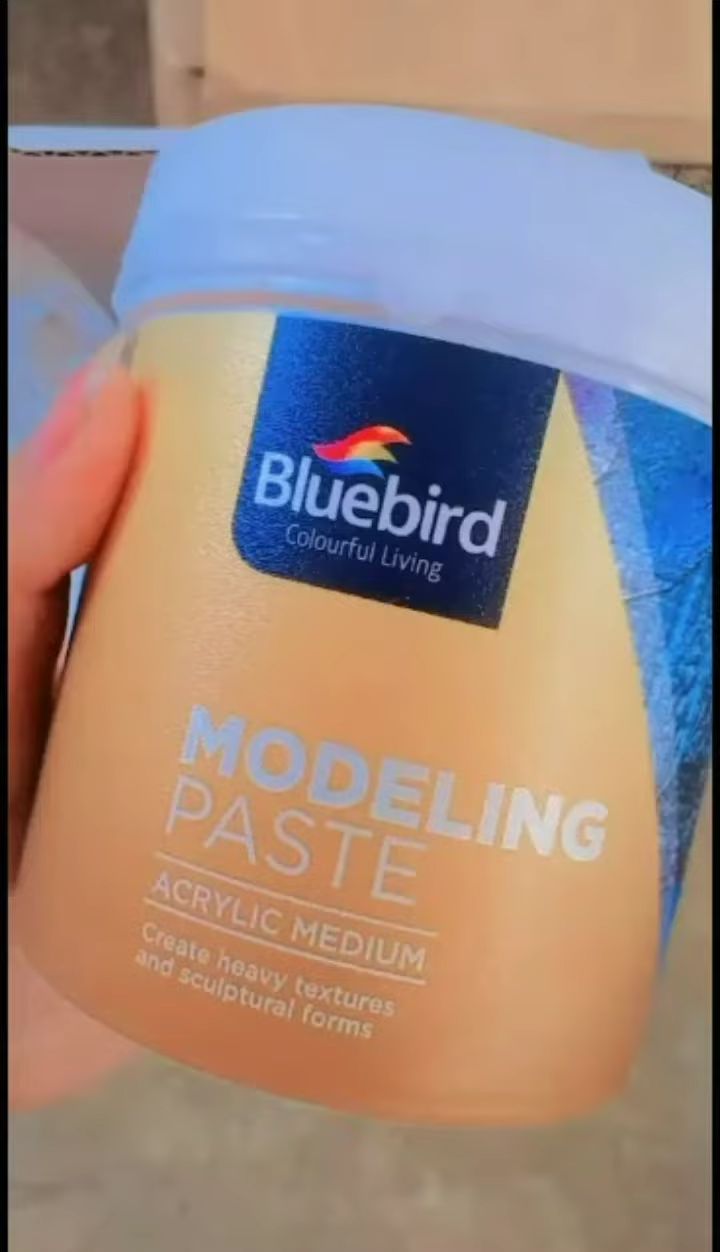 Bluebird
Colourful Living
MODELING
PASTE
ACRYLIC MEDIUM
Create heavy textures
and sculptural forms